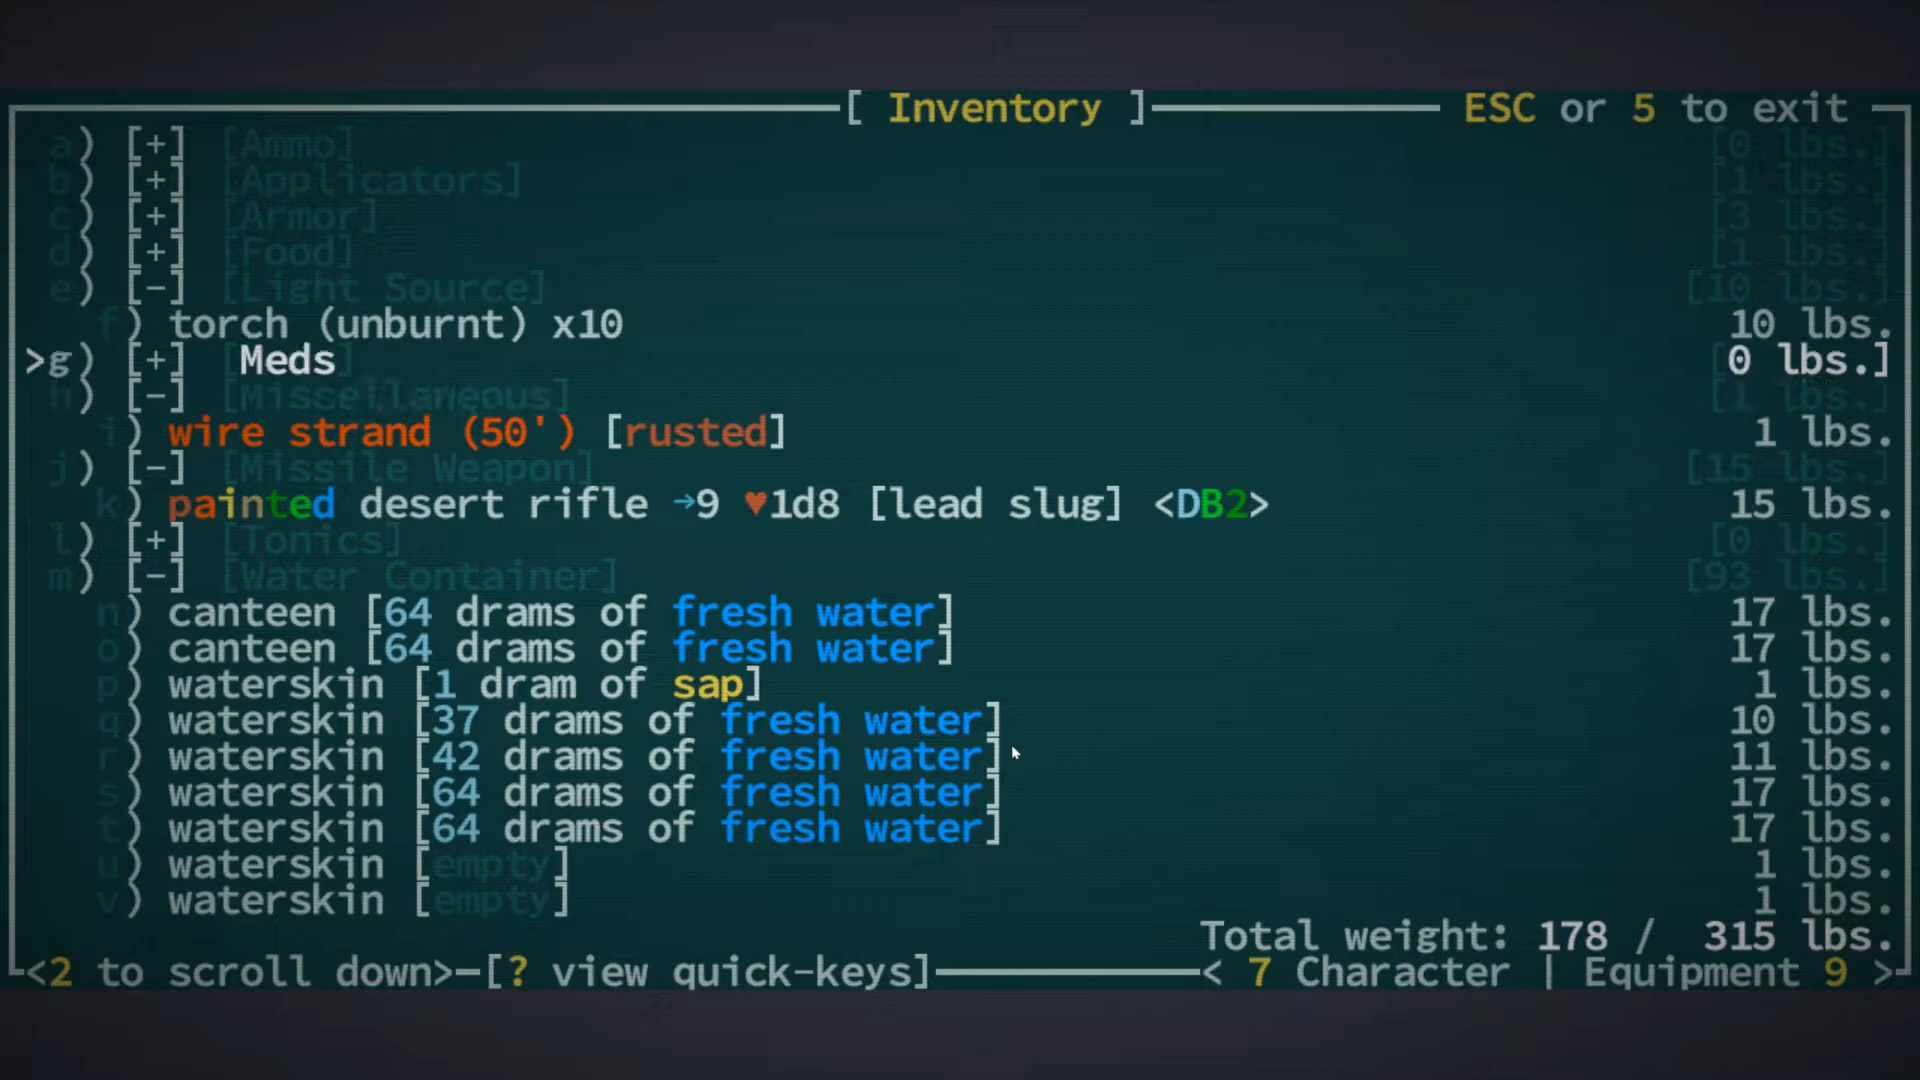 [ Inventory ] ESC or 5 to exit
a) [+] [Ammo] [0 lbs.]
b) [+] [Applicators] [1 lbs.]
c) [+] [Armor] [3 lbs.]
d) [+] [Food] [1 lbs.]
e) [-] [Light Source] [10 lbs.]
f) torch (unburnt) x10 10 lbs.
>g) [+] [Meds] [0 lbs.]
h) [-] [Missellaneous] [1 lbs.]
i) wire strand (50') [rusted] 1 lbs.
j) [-] [Missile Weapon] [15 lbs.]
k) painted desert rifle →9 ♥1d8 [lead slug] <DB2> 15 lbs.
l) [+] [Tonics] [0 lbs.]
m) [-] [Water Container] [93 lbs.]
n) canteen [64 drams of fresh water] 17 lbs.
o) canteen [64 drams of fresh water] 17 lbs.
p) waterskin [1 dram of sap] 1 lbs.
q) waterskin [37 drams of fresh water] 10 lbs.
r) waterskin [42 drams of fresh water] 11 lbs.
s) waterskin [64 drams of fresh water] 17 lbs.
t) waterskin [64 drams of fresh water] 17 lbs.
u) waterskin [empty] 1 lbs.
v) waterskin [empty] 1 lbs.
Total weight: 178 / 315 lbs.
<2 to scroll down> [? view quick-keys] < 7 Character | Equipment 9 >